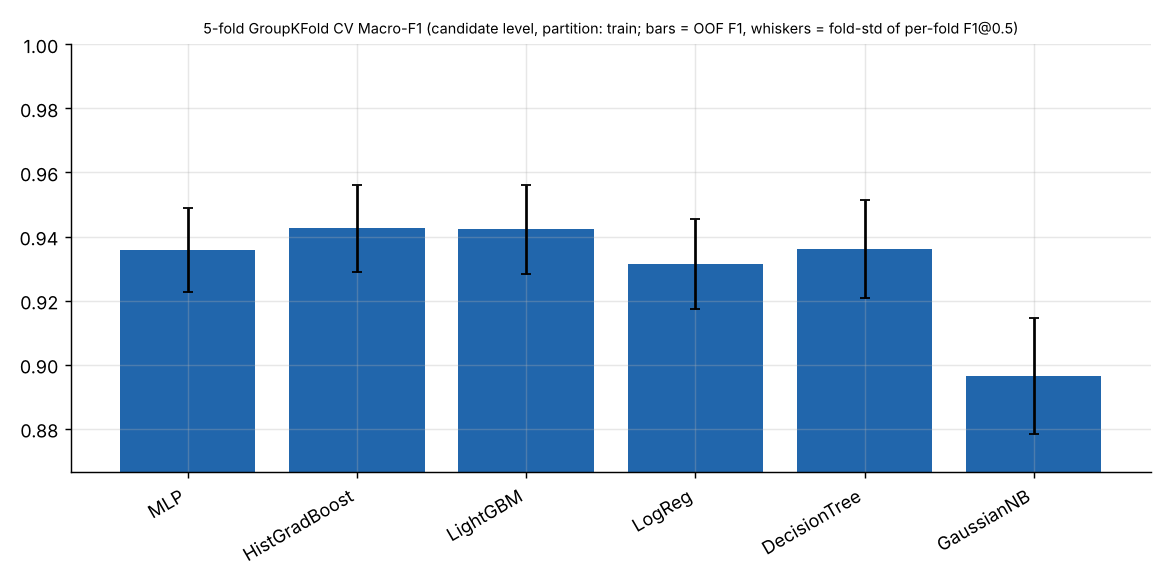 5-fold GroupKFold CV Macro-F1 (candidate level, partition: train; bars = OOF F1, whiskers = fold-std of per-fold F1@0.5)
1.00
0.98
0.96
0.94
0.92
0.90
0.88
MLP
HistGradBoost
LightGBM
LogReg
DecisionTree
GaussianNB